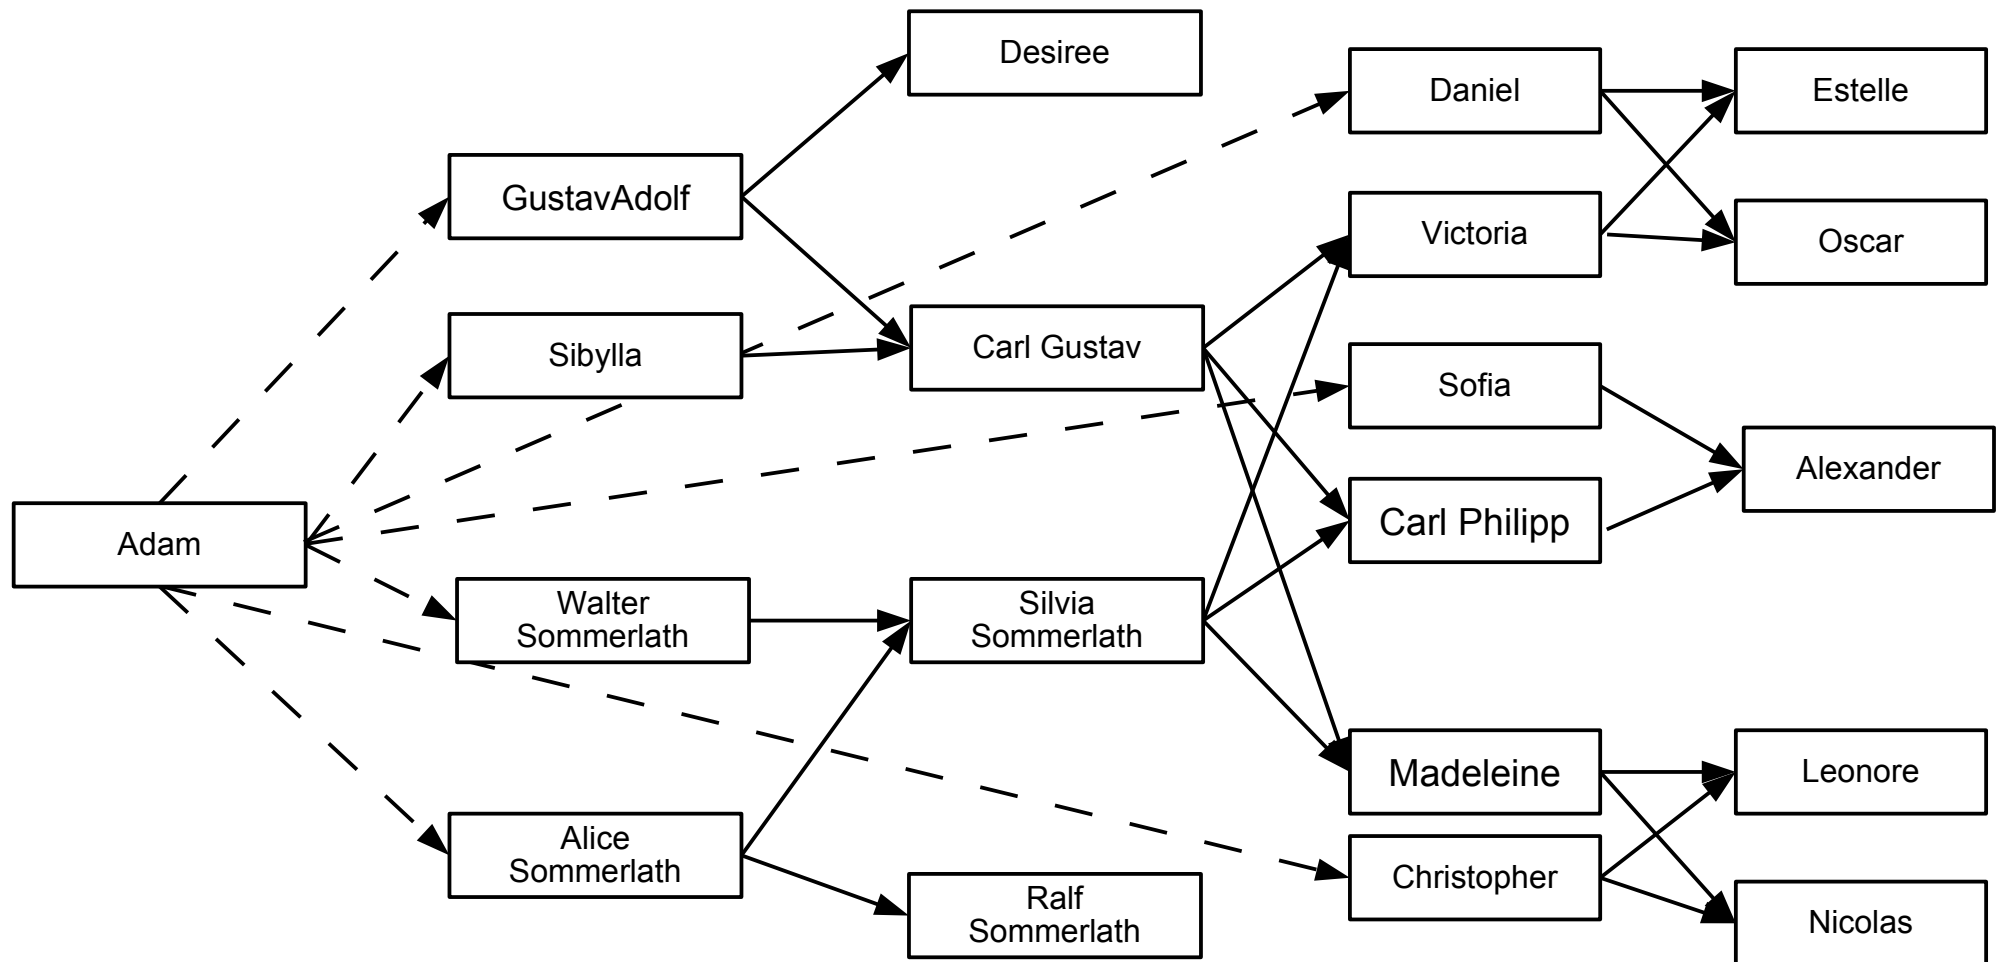 Desiree
Daniel
Estelle
GustavAdolf
Victoria
Oscar
Sibylla
Carl Gustav
Sofia
Alexander
Adam
Carl Philipp
Walter
Sommerlath
Silvia
Sommerlath
Madeleine
Leonore
Alice
Sommerlath
Christopher
Ralf
Sommerlath
Nicolas